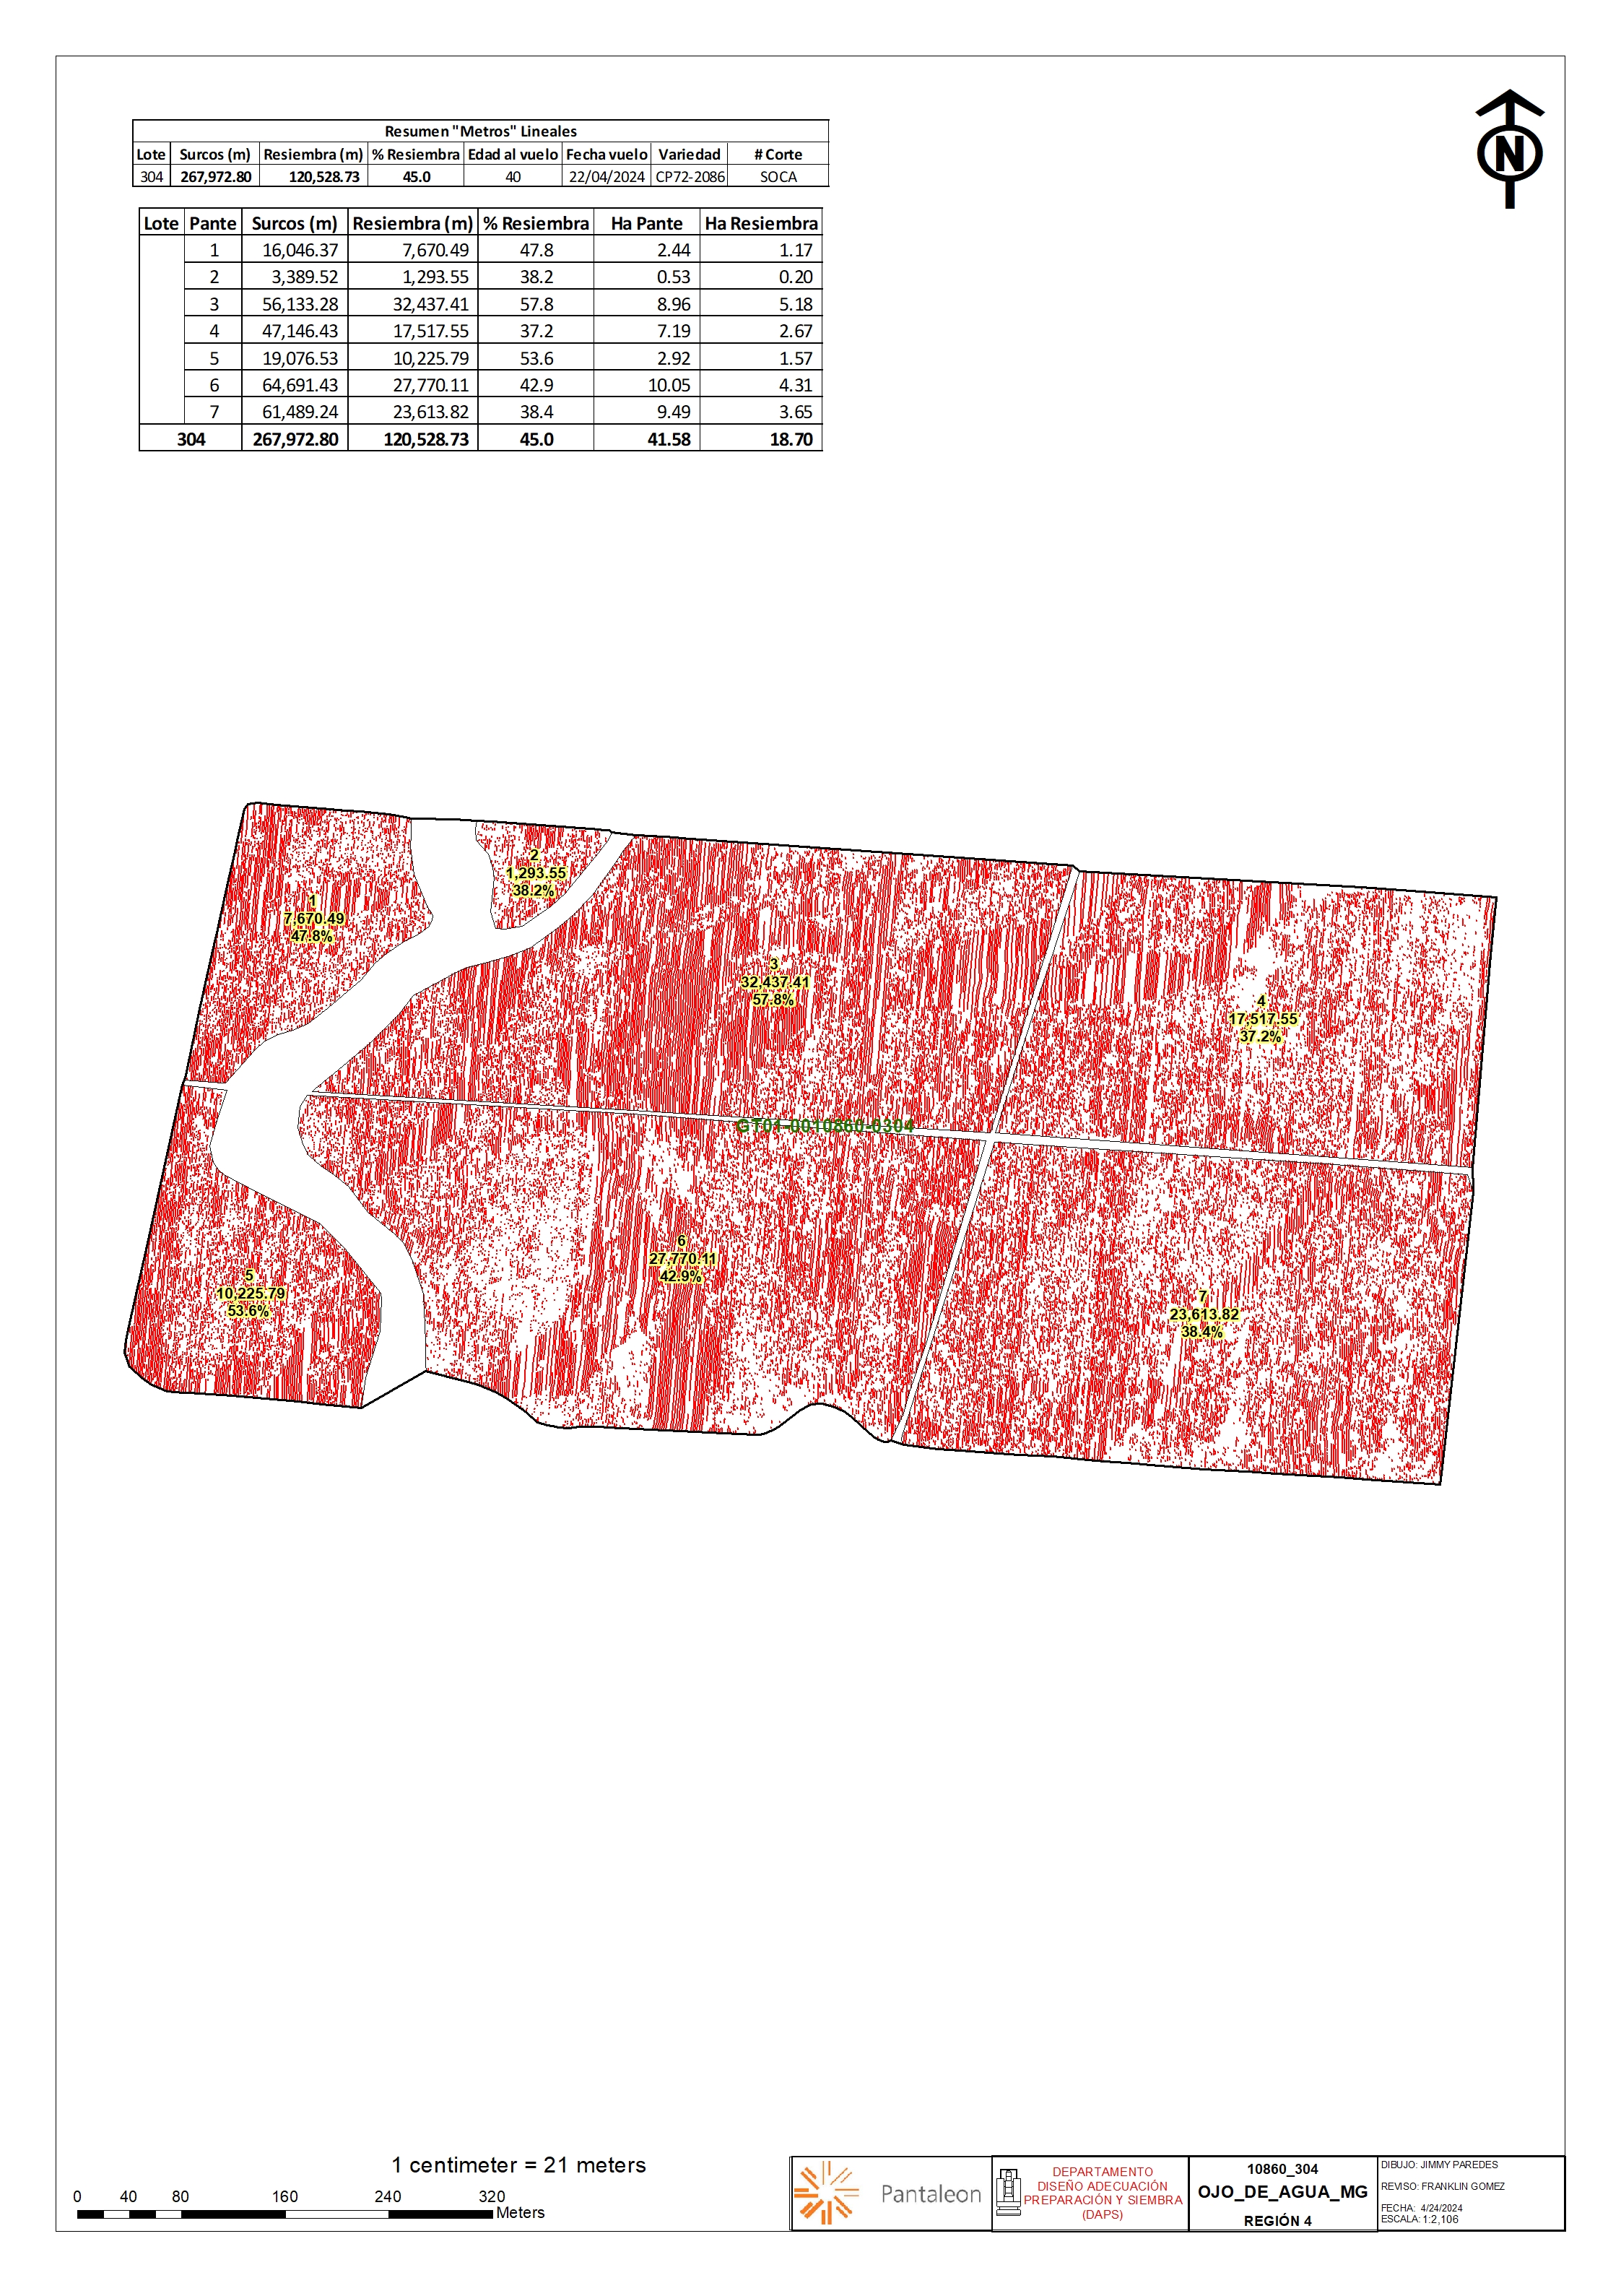 N
Resumen "Metros" Lineales
Lote Surcos (m) Resiembra (m) % Resiembra Edad al vuelo Fecha vuelo Variedad # Corte
304 267,972.80 120,528.73 45.0 40 22/04/2024 CP72-2086 SOCA
Lote Pante Surcos (m) Resiembra (m) % Resiembra Ha Pante Ha Resiembra
1 16,046.37 7,670.49 47.8 2.44 1.17
2 3,389.52 1,293.55 38.2 0.53 0.20
3 56,133.28 32,437.41 57.8 8.96 5.18
4 47,146.43 17,517.55 37.2 7.19 2.67
5 19,076.53 10,225.79 53.6 2.92 1.57
6 64,691.43 27,770.11 42.9 10.05 4.31
7 61,489.24 23,613.82 38.4 9.49 3.65
304 267,972.80 120,528.73 45.0 41.58 18.70
2
1,293.55
38.2%
1
7,670.49
47.8%
3
32,437.41
57.8%
4
17,517.55
37.2%
GT01-0010860-0304
6
27,770.11
42.9%
5
10,225.79
53.6%
7
23,613.82
38.4%
1 centimeter = 21 meters
0 40 80 160 240 320
Meters
Pantaleon
DEPARTAMENTO
DISEÑO ADECUACIÓN
PREPARACIÓN Y SIEMBRA
(DAPS)
10860_304
OJO_DE_AGUA_MG
REGIÓN 4
DIBUJO: JIMMY PAREDES
REVISO: FRANKLIN GOMEZ
FECHA: 4/24/2024
ESCALA: 1:2,106